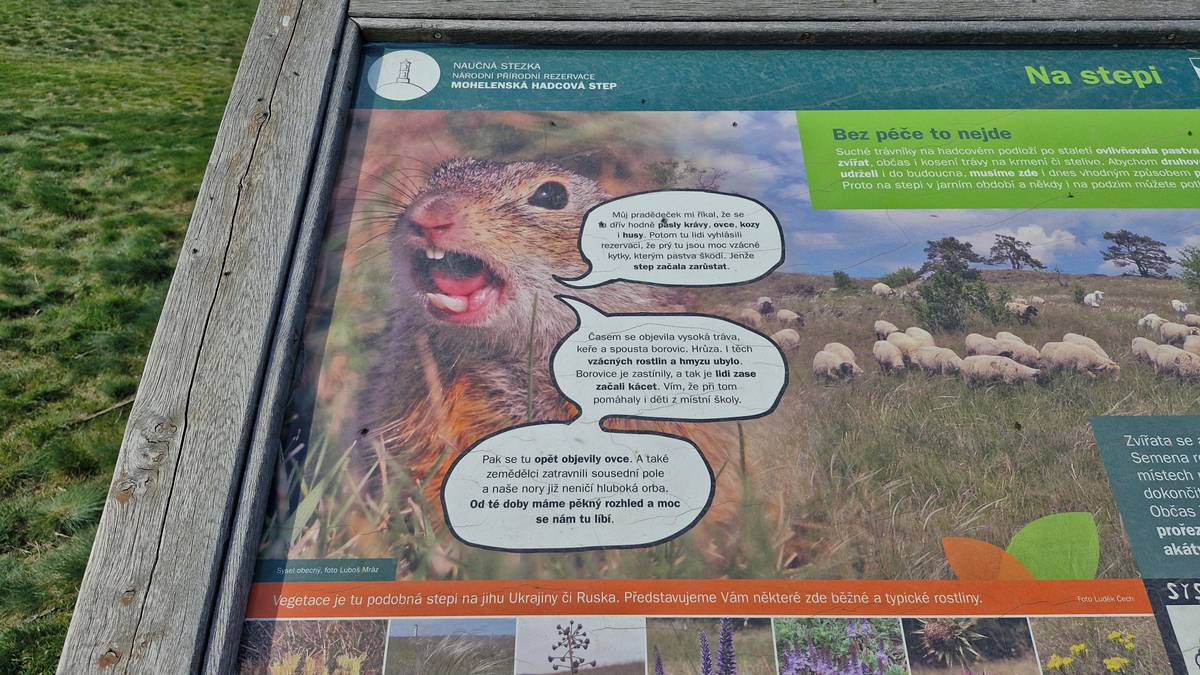 NAUČNÁ STEZKA
NÁRODNÍ PŘÍRODNÍ REZERVACE
MOHELENSKÁ HADCOVÁ STEP
Na stepi
Bez péče to nejde
Suché trávníky na hadcovém podloží po staletí ovlivňovala pastva
zvířat, občas i kosení trávy na krmení či stelivo. Abychom
udrželi i do budoucna, musíme zde i dnes vhodným způsobem
Proto na stepi v jarním období a někdy i na podzim můžete
Můj pradědeček mi říkal, že se
tu dřív hodně pásly krávy, ovce, kozy
i husy. Potom tu lidi vyhlásili
rezervaci, že prý tu jsou moc vzácné
kytky, kterým pastva škodí. Jenže
step začala zarůstat.
Časem se objevila vysoká tráva,
keře a spousta borovic. Hrůza. I těch
vzácných rostlin a hmyzu ubylo.
Borovice je zastínily, a tak je lidi zase
začali kácet. Vím, že při tom
pomáhaly i děti z místní školy.
Pak se tu opět objevily ovce. A také
zemědělci zatravnili sousední pole
a naše nory již neničí hluboká orba.
Od té doby máme pěkný rozhled a moc
se nám tu líbí.
Zvířata se
Semena
místech
Občas
Sysel obecný, foto Luboš Mráz
Vegetace je tu podobná stepi na jihu Ukrajiny či Ruska. Představujeme Vám některé zde běžné a typické rostliny.
Foto Luděk Čech